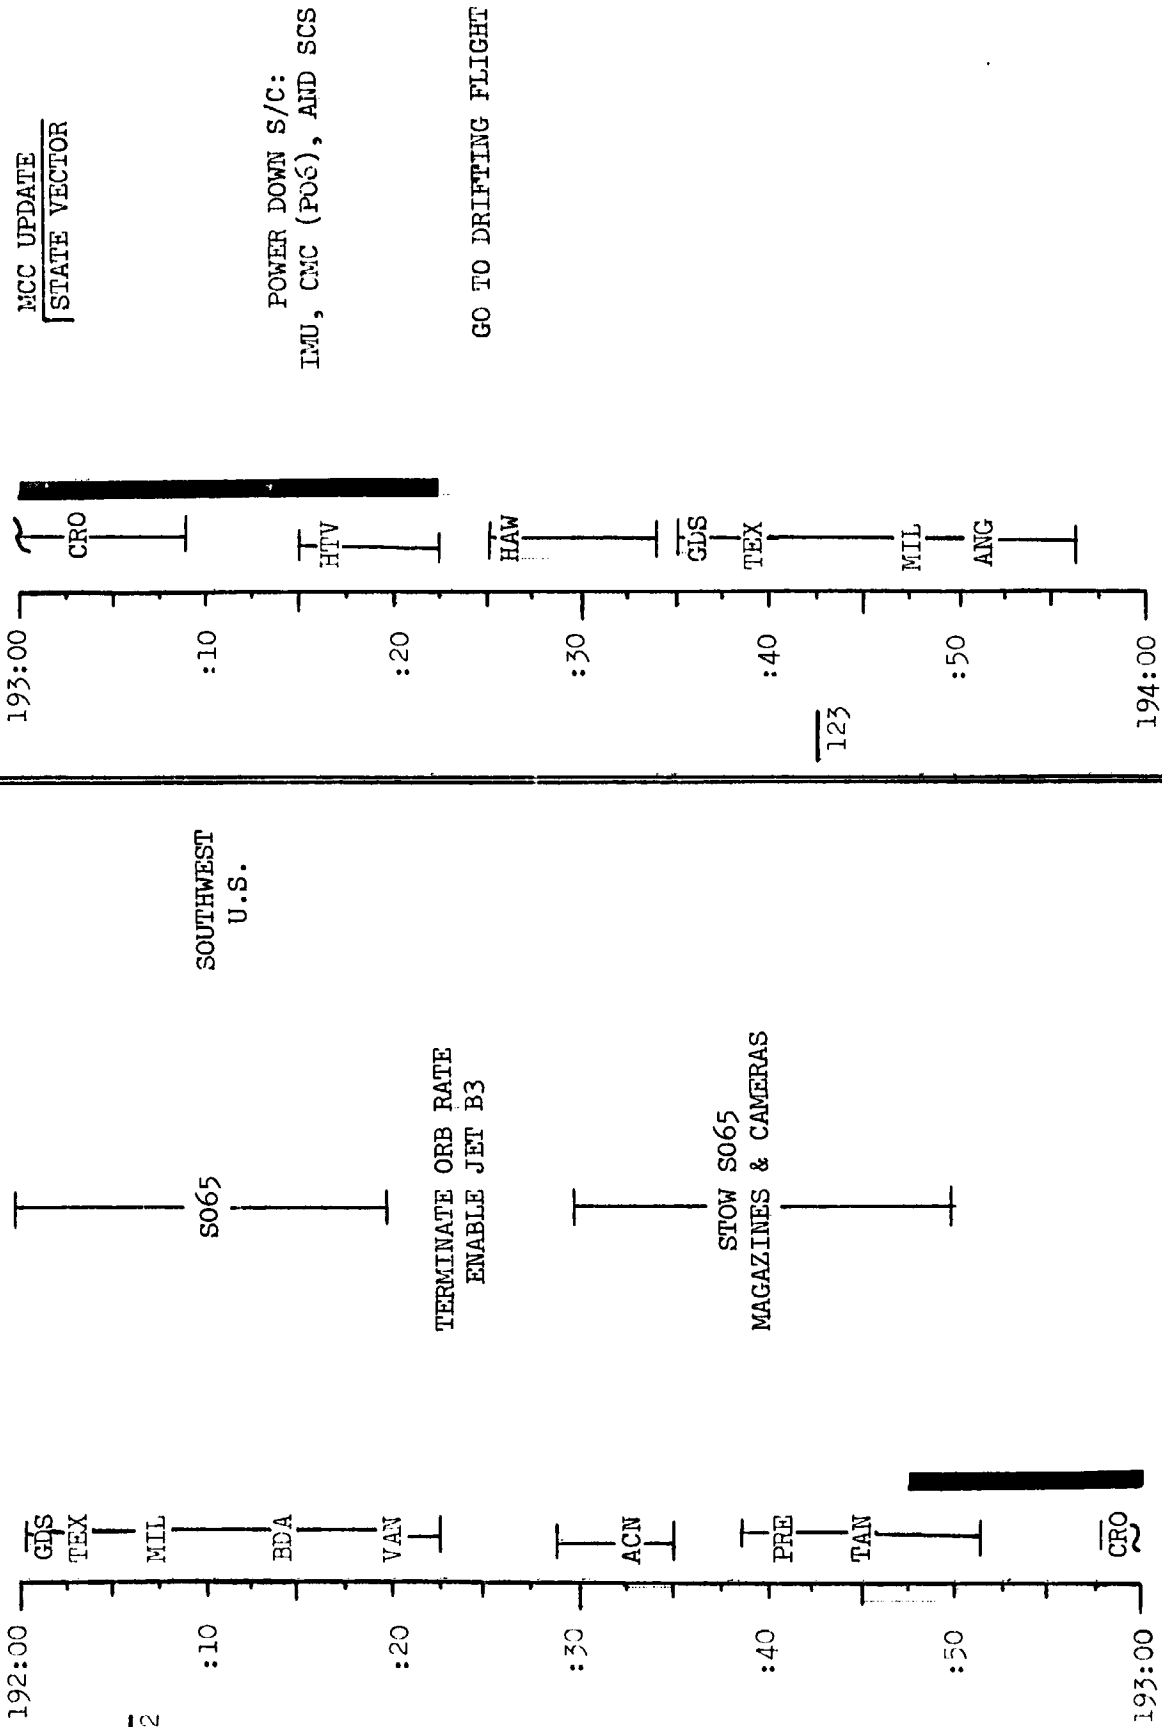 192:00
:10
:20
:30
:40
:50
193:00
2
GDS
TEX
MIL
BDA
VAN
ACN
PRE
TAN
CRO
S065
TERMINATE ORB RATE
ENABLE JET B3
STOW S065
MAGAZINES & CAMERAS
SOUTHWEST
U.S.
193:00
:10
:20
:30
:40
:50
194:00
123
CRO
HTV
HAW
GDS
TEX
MIL
ANG
MCC UPDATE
STATE VECTOR
POWER DOWN S/C:
IMU, CMC (P06), AND SCS
GO TO DRIFTING FLIGHT